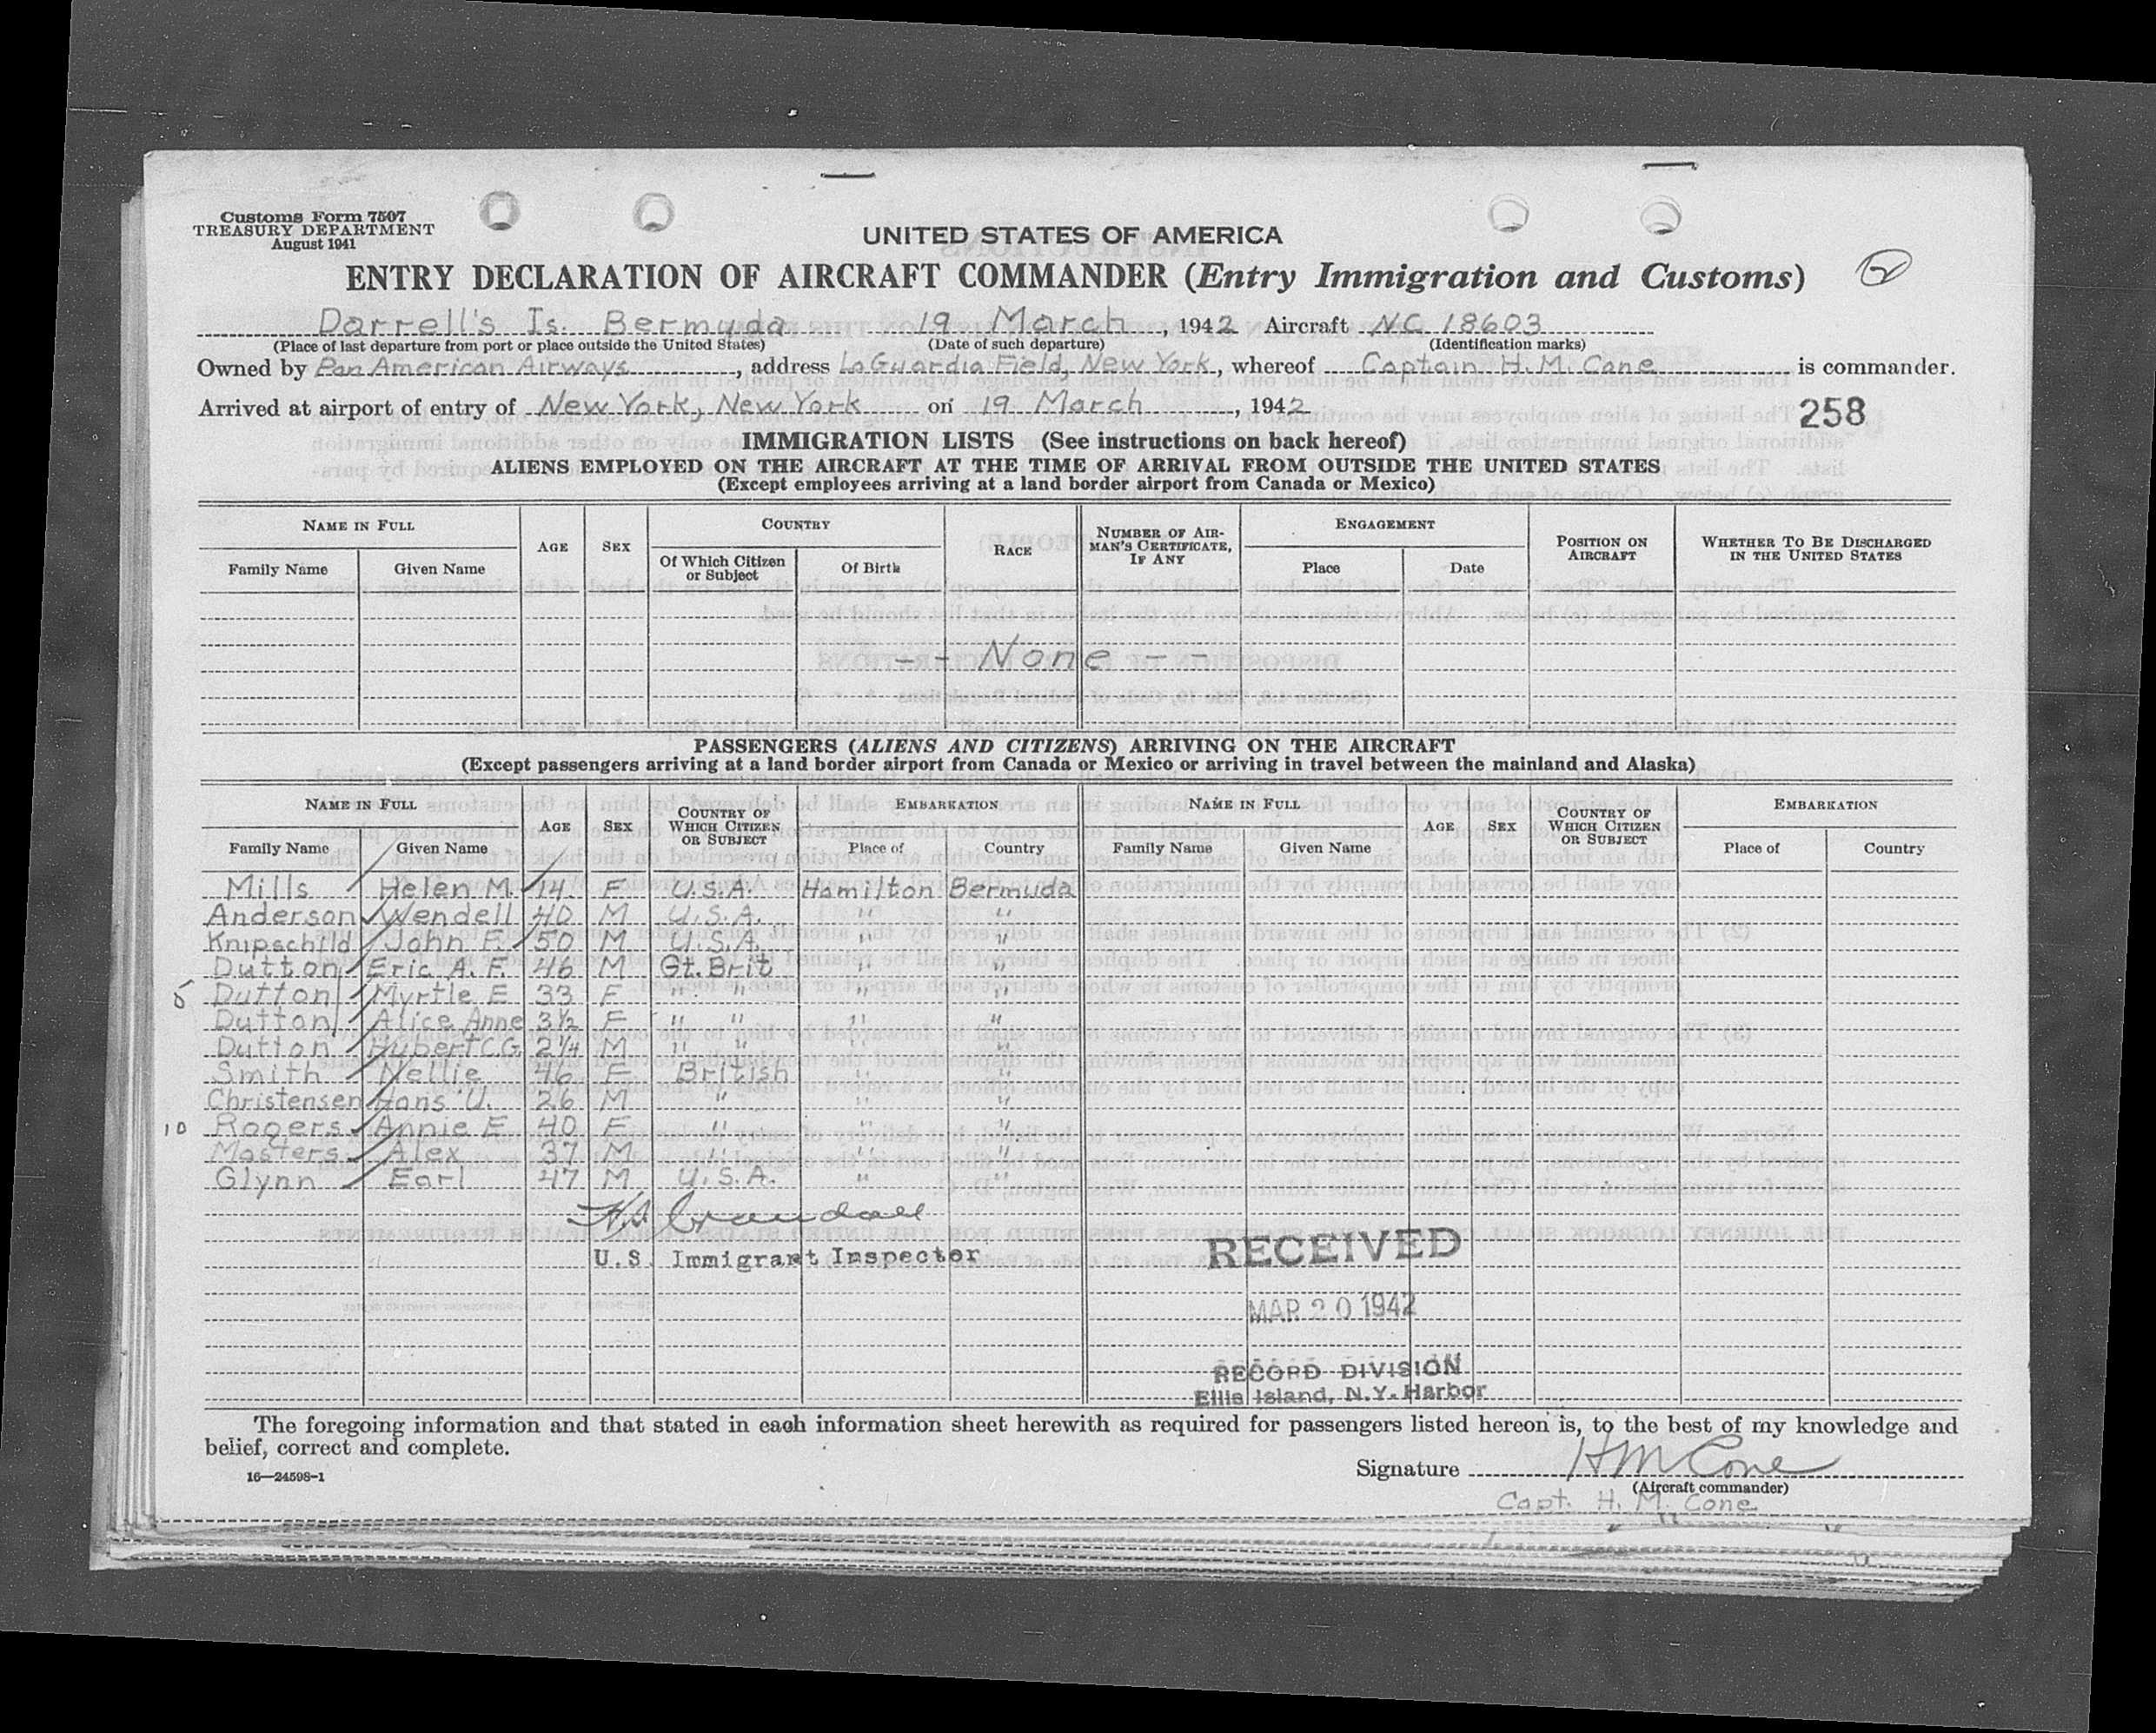 Customs Form 7507
TREASURY DEPARTMENT
August 1941
UNITED STATES OF AMERICA
ENTRY DECLARATION OF AIRCRAFT COMMANDER (Entry Immigration and Customs) 2
Darrell's Is. Bermuda 19 March, 1942 Aircraft NC 18603
(Place of last departure from port or place outside the United States) (Date of such departure) (Identification marks)
Owned by Pan American Airways, address LaGuardia Field, New York, whereof Captain H. M. Cone is commander.
Arrived at airport of entry of New York, New York on 19 March, 1942
258
IMMIGRATION LISTS (See instructions on back hereof)
ALIENS EMPLOYED ON THE AIRCRAFT AT THE TIME OF ARRIVAL FROM OUTSIDE THE UNITED STATES
(Except employees arriving at a land border airport from Canada or Mexico)
NAME IN FULL AGE SEX COUNTRY RACE NUMBER OF AIRMAN'S CERTIFICATE, IF ANY ENGAGEMENT POSITION ON AIRCRAFT WHETHER TO BE DISCHARGED IN THE UNITED STATES
Family Name Given Name Of Which Citizen or Subject Of Birth Place Date
- - None - -
PASSENGERS (ALIENS AND CITIZENS) ARRIVING ON THE AIRCRAFT
(Except passengers arriving at a land border airport from Canada or Mexico or arriving in travel between the mainland and Alaska)
NAME IN FULL AGE SEX COUNTRY OF WHICH CITIZEN OR SUBJECT EMBARKATION NAME IN FULL AGE SEX COUNTRY OF WHICH CITIZEN OR SUBJECT EMBARKATION
Family Name Given Name Place of Country Family Name Given Name Place of Country
Mills Helen M. 14 F U.S.A. Hamilton Bermuda
Anderson Wendell 40 M U.S.A. " "
Knipschild John F. 50 M U.S.A. " "
Dutton Eric A. F. 46 M Gt. Brit " "
5 Dutton Myrtle E 33 F " " " "
Dutton Alice Anne 3½ F " " " "
Dutton Hubert C.G. 2¼ M " " " "
Smith Nellie 46 F British " "
Christensen Hans U. 26 M " " "
10 Rogers Annie E 40 F " " "
Masters Alex 37 M " " "
Glynn Earl 47 M U.S.A. " "
Crandall
U.S. Immigrant Inspector
RECEIVED
MAR 20 1942
RECORD DIVISION
Ellis Island, N.Y. Harbor
The foregoing information and that stated in each information sheet herewith as required for passengers listed hereon is, to the best of my knowledge and
belief, correct and complete.
16—24598-1
Signature HM Cone
(Aircraft commander)
Capt. H. M. Cone